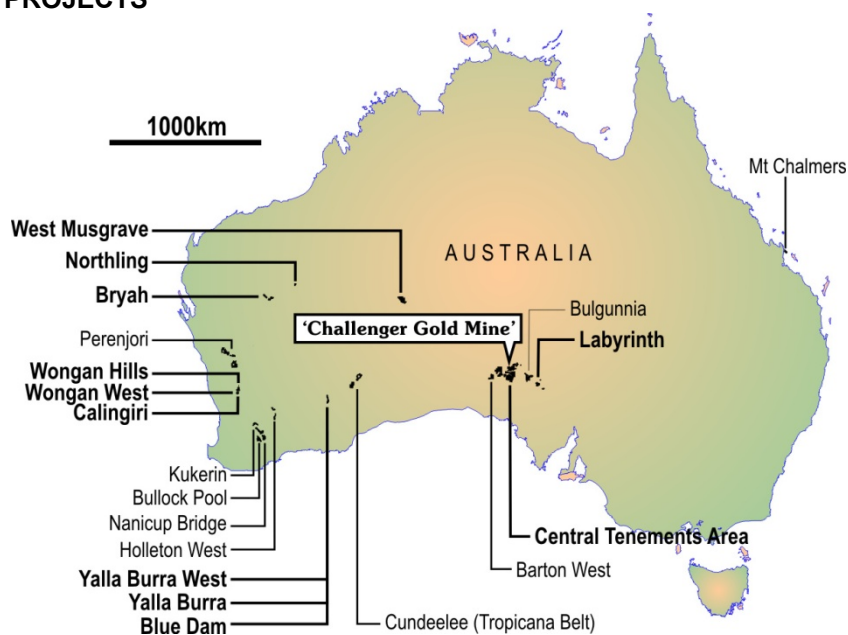 PROJECTS
1000km
Mt Chalmers
West Musgrave
AUSTRALIA
Northling
Bryah
Bulgunnia
'Challenger Gold Mine'
Labyrinth
Perenjori
Wongan Hills
Wongan West
Calingiri
Kukerin
Bullock Pool
Nanicup Bridge
Holleton West
Central Tenements Area
Barton West
Yalla Burra West
Yalla Burra
Blue Dam
Cundeelee (Tropicana Belt)